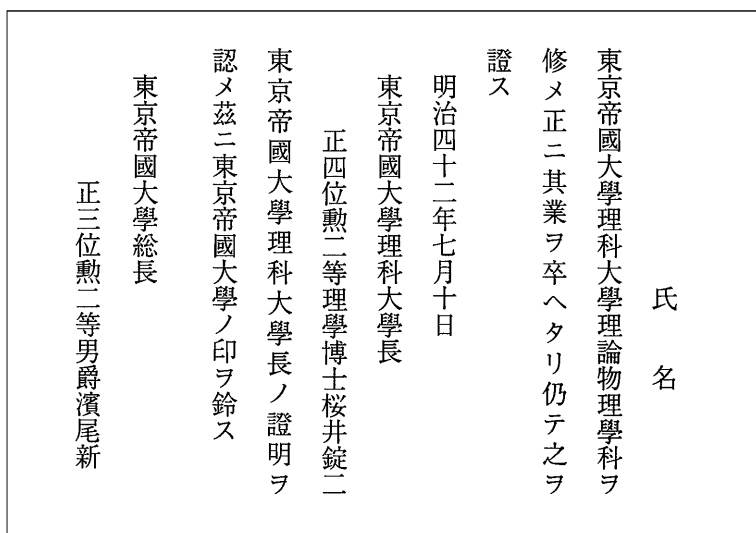 氏名
東京帝國大學理科大學理論物理學科ヲ
修メ正ニ其業ヲ卒ヘタリ仍テ之ヲ
證ス
明治四十二年七月十日
東京帝國大學理科大學長
正四位勲二等理學博士桜井錠二
東京帝國大學理科大學長ノ證明ヲ
認メ茲ニ東京帝國大學ノ印ヲ鈴ス
東京帝國大學総長
正三位勲二等男爵濱尾新